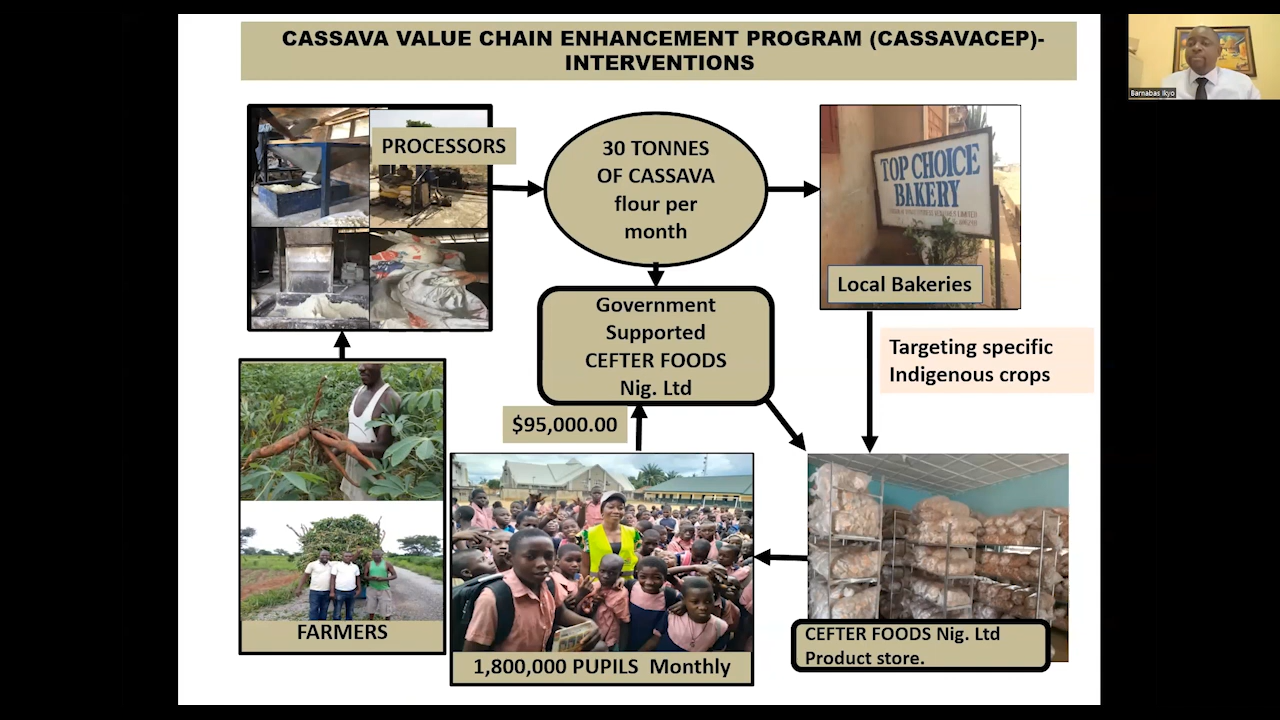 CASSAVA VALUE CHAIN ENHANCEMENT PROGRAM (CASSAVACEP)-
INTERVENTIONS
Barnabas Ikyo
PROCESSORS
30 TONNES
OF CASSAVA
flour per
month
TOP CHOICE
BAKERY
Local Bakeries
Government
Supported
CEFTER FOODS
Nig. Ltd
Targeting specific
Indigenous crops
$95,000.00
FARMERS
1,800,000 PUPILS Monthly
CEFTER FOODS Nig. Ltd
Product store.